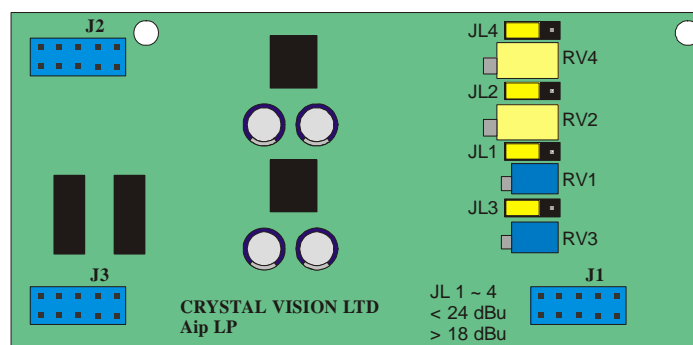 J2
JL4
RV4
JL2
RV2
JL1
RV1
JL3
RV3
J3
J1
CRYSTAL VISION LTD
Aip LP
JL 1 ~ 4
< 24 dBu
> 18 dBu